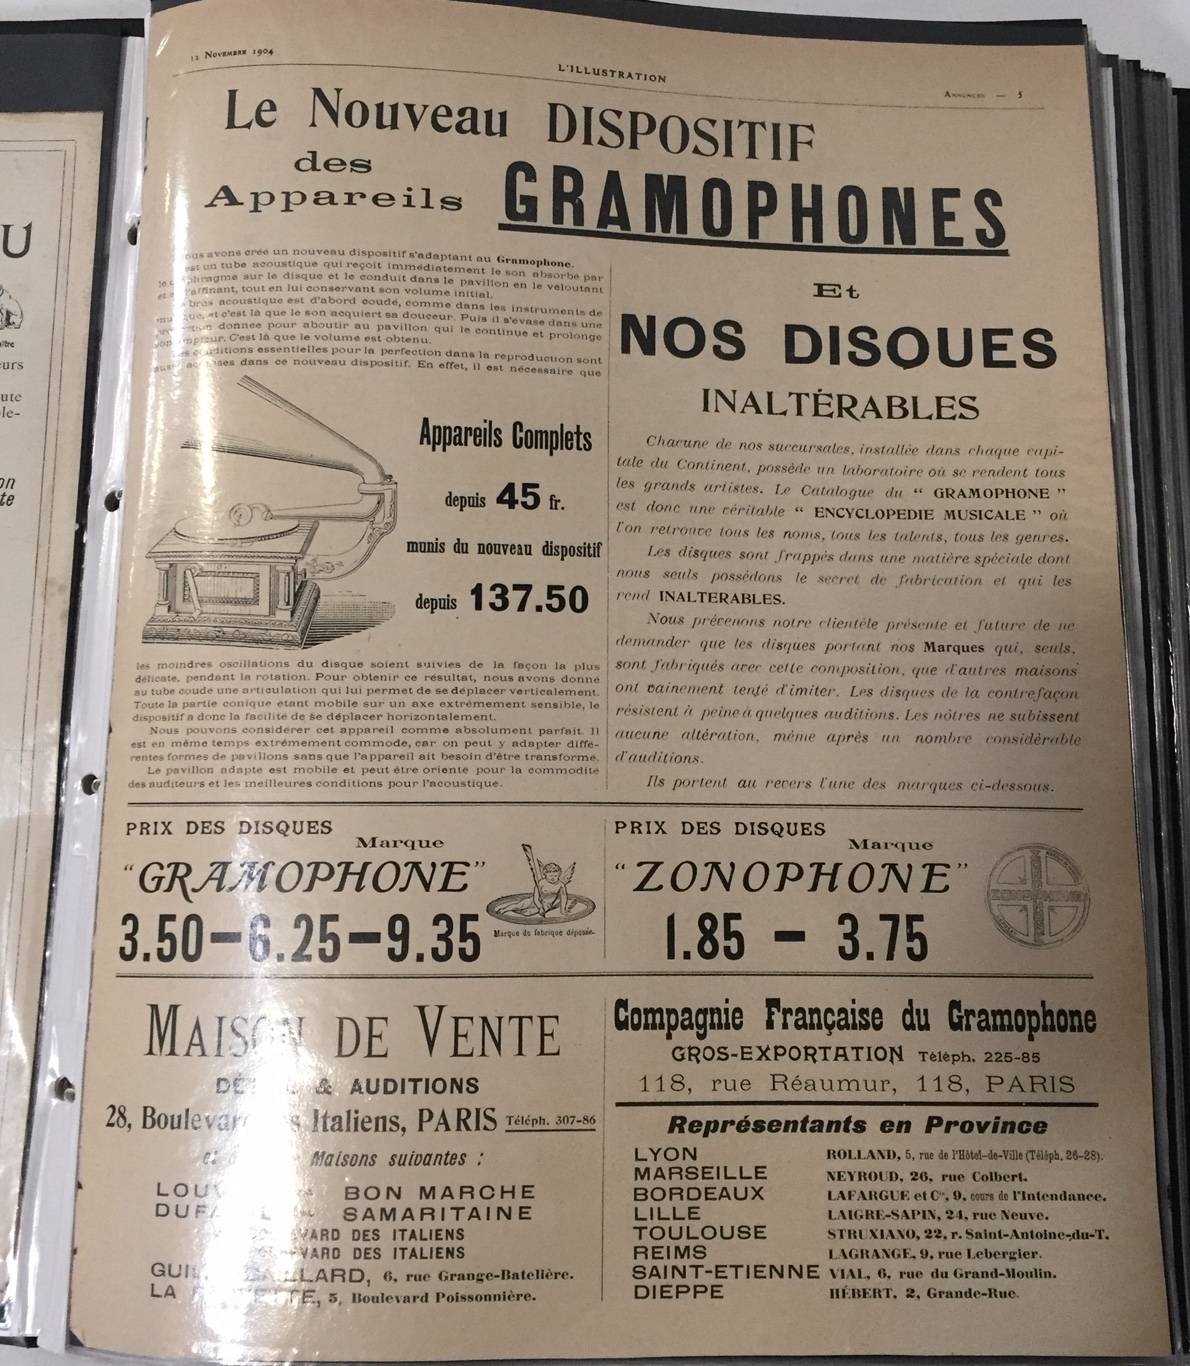 12 NOVEMBRE 1904
L'ILLUSTRATION
ANNONCES — 5
Le Nouveau DISPOSITIF
des
Appareils GRAMOPHONES
avons créé un nouveau dispositif s'adaptant au Gramophone.
un tube acoustique qui reçoit immédiatement le son absorbe par
sur le disque et le conduit dans le pavillon en le veloutant
tout en lui conservant son volume initial.
acoustique est d'abord coudé, comme dans les instruments de
et c'est là que le son acquiert sa douceur. Puis il s'évase dans une
donnee pour aboutir au pavillon qui le continue et prolonge
C'est là que le volume est obtenu.
conditions essentielles pour la perfection dans la reproduction sont
dans ce nouveau dispositif. En effet, il est nécessaire que
Appareils Complets
depuis 45 fr.
munis du nouveau dispositif
depuis 137.50
les moindres oscillations du disque soient suivies de la façon la plus
délicate, pendant la rotation. Pour obtenir ce résultat, nous avons donné
au tube coude une articulation qui lui permet de se déplacer verticalement.
Toute la partie conique étant mobile sur un axe extrêmement sensible, le
dispositif a donc la facilité de se déplacer horizontalement.
Nous pouvons considérer cet appareil comme absolument parfait. Il
est en même temps extrêmement commode, car on peut y adapter diffé-
rentes formes de pavillons sans que l'appareil ait besoin d'être transforme.
Le pavillon adapte est mobile et peut être oriente pour la commodité
des auditeurs et les meilleures conditions pour l'acoustique.
Et
NOS DISQUES
INALTÉRABLES
Chacune de nos succursales, installée dans chaque capi-
tale du Continent, possède un laboratoire où se rendent tous
les grands artistes. Le Catalogue du “ GRAMOPHONE ”
est donc une véritable “ ENCYCLOPEDIE MUSICALE ” où
l'on retrouve tous les noms, tous les talents, tous les genres.
Les disques sont frappés dans une matière spéciale dont
nous seuls possédons le secret de fabrication et qui les
rend INALTERABLES.
Nous prévenons notre clientèle présente et future de ne
demander que les disques portant nos Marques qui, seuls,
sont fabriqués avec cette composition, que d'autres maisons
ont vainement tenté d'imiter. Les disques de la contrefaçon
résistent à peine à quelques auditions. Les nôtres ne subissent
aucune altération, même après un nombre considérable
d'auditions.
Ils portent au revers l'une des marques ci-dessous.
PRIX DES DISQUES
Marque
“GRAMOPHONE”
3.50-6.25-9.35
Marque de fabrique déposée.
PRIX DES DISQUES
Marque
“ZONOPHONE”
1.85 - 3.75
ZONOPHONE
MAISON DE VENTE
& AUDITIONS
28, Boulevard des Italiens, PARIS Téléph. 307-86
Maisons suivantes :
BON MARCHE
SAMARITAINE
DES ITALIENS
DES ITALIENS
6, rue Grange-Batelière.
LA 5, Boulevard Poissonnière.
Compagnie Française du Gramophone
GROS-EXPORTATION Téléph. 225-85
118, rue Réaumur, 118, PARIS
Représentants en Province
LYON ROLLAND, 5, rue de l'Hôtel-de-Ville (Téléph. 26-28).
MARSEILLE NEYROUD, 26, rue Colbert.
BORDEAUX LAFARGUE et Cie, 9, cours de l'Intendance.
LILLE LAIGRE-SAPIN, 24, rue Neuve.
TOULOUSE STRUXIANO, 22, r. Saint-Antoine-du-T.
REIMS LAGRANGE, 9, rue Lebergier.
SAINT-ETIENNE VIAL, 6, rue du Grand-Moulin.
DIEPPE HÉBERT, 2, Grande-Rue.